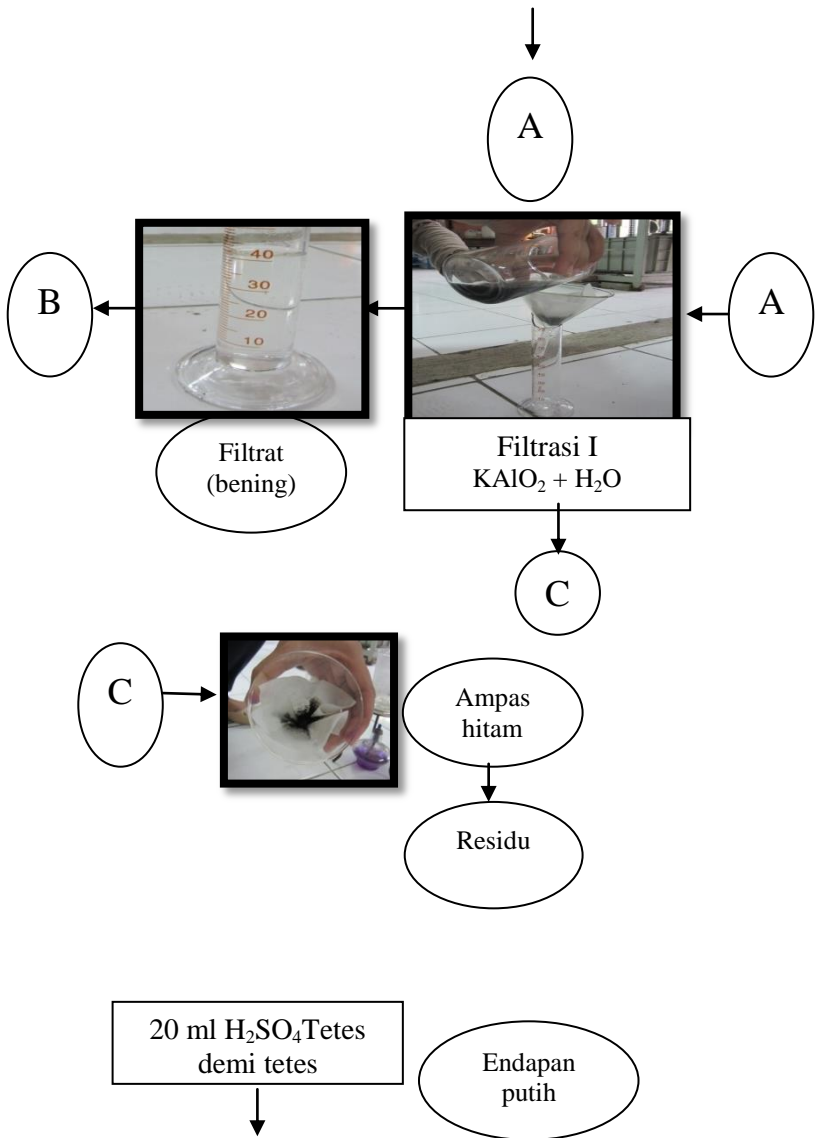 A
40
30
20
10
B
A
Filtrat
(bening)
Filtrasi I
KAlO₂ + H₂O
C
C
Ampas
hitam
Residu
20 ml H₂SO₄Tetes
demi tetes
Endapan
putih